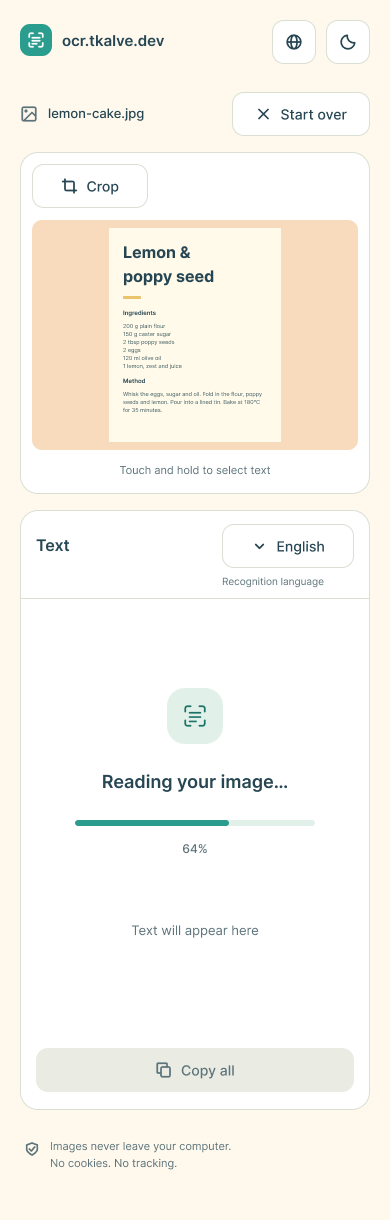 ocr.tkalve.dev
lemon-cake.jpg
Start over
Crop
Lemon &
poppy seed
Ingredients
200 g plain flour
150 g caster sugar
2 tbsp poppy seeds
2 eggs
120 ml olive oil
1 lemon, zest and juice
Method
Whisk the eggs, sugar and oil. Fold in the flour, poppy
seeds and lemon. Pour into a lined tin. Bake at 180°C
for 35 minutes.
Touch and hold to select text
Text
English
Recognition language
Reading your image…
64%
Text will appear here
Copy all
Images never leave your computer.
No cookies. No tracking.